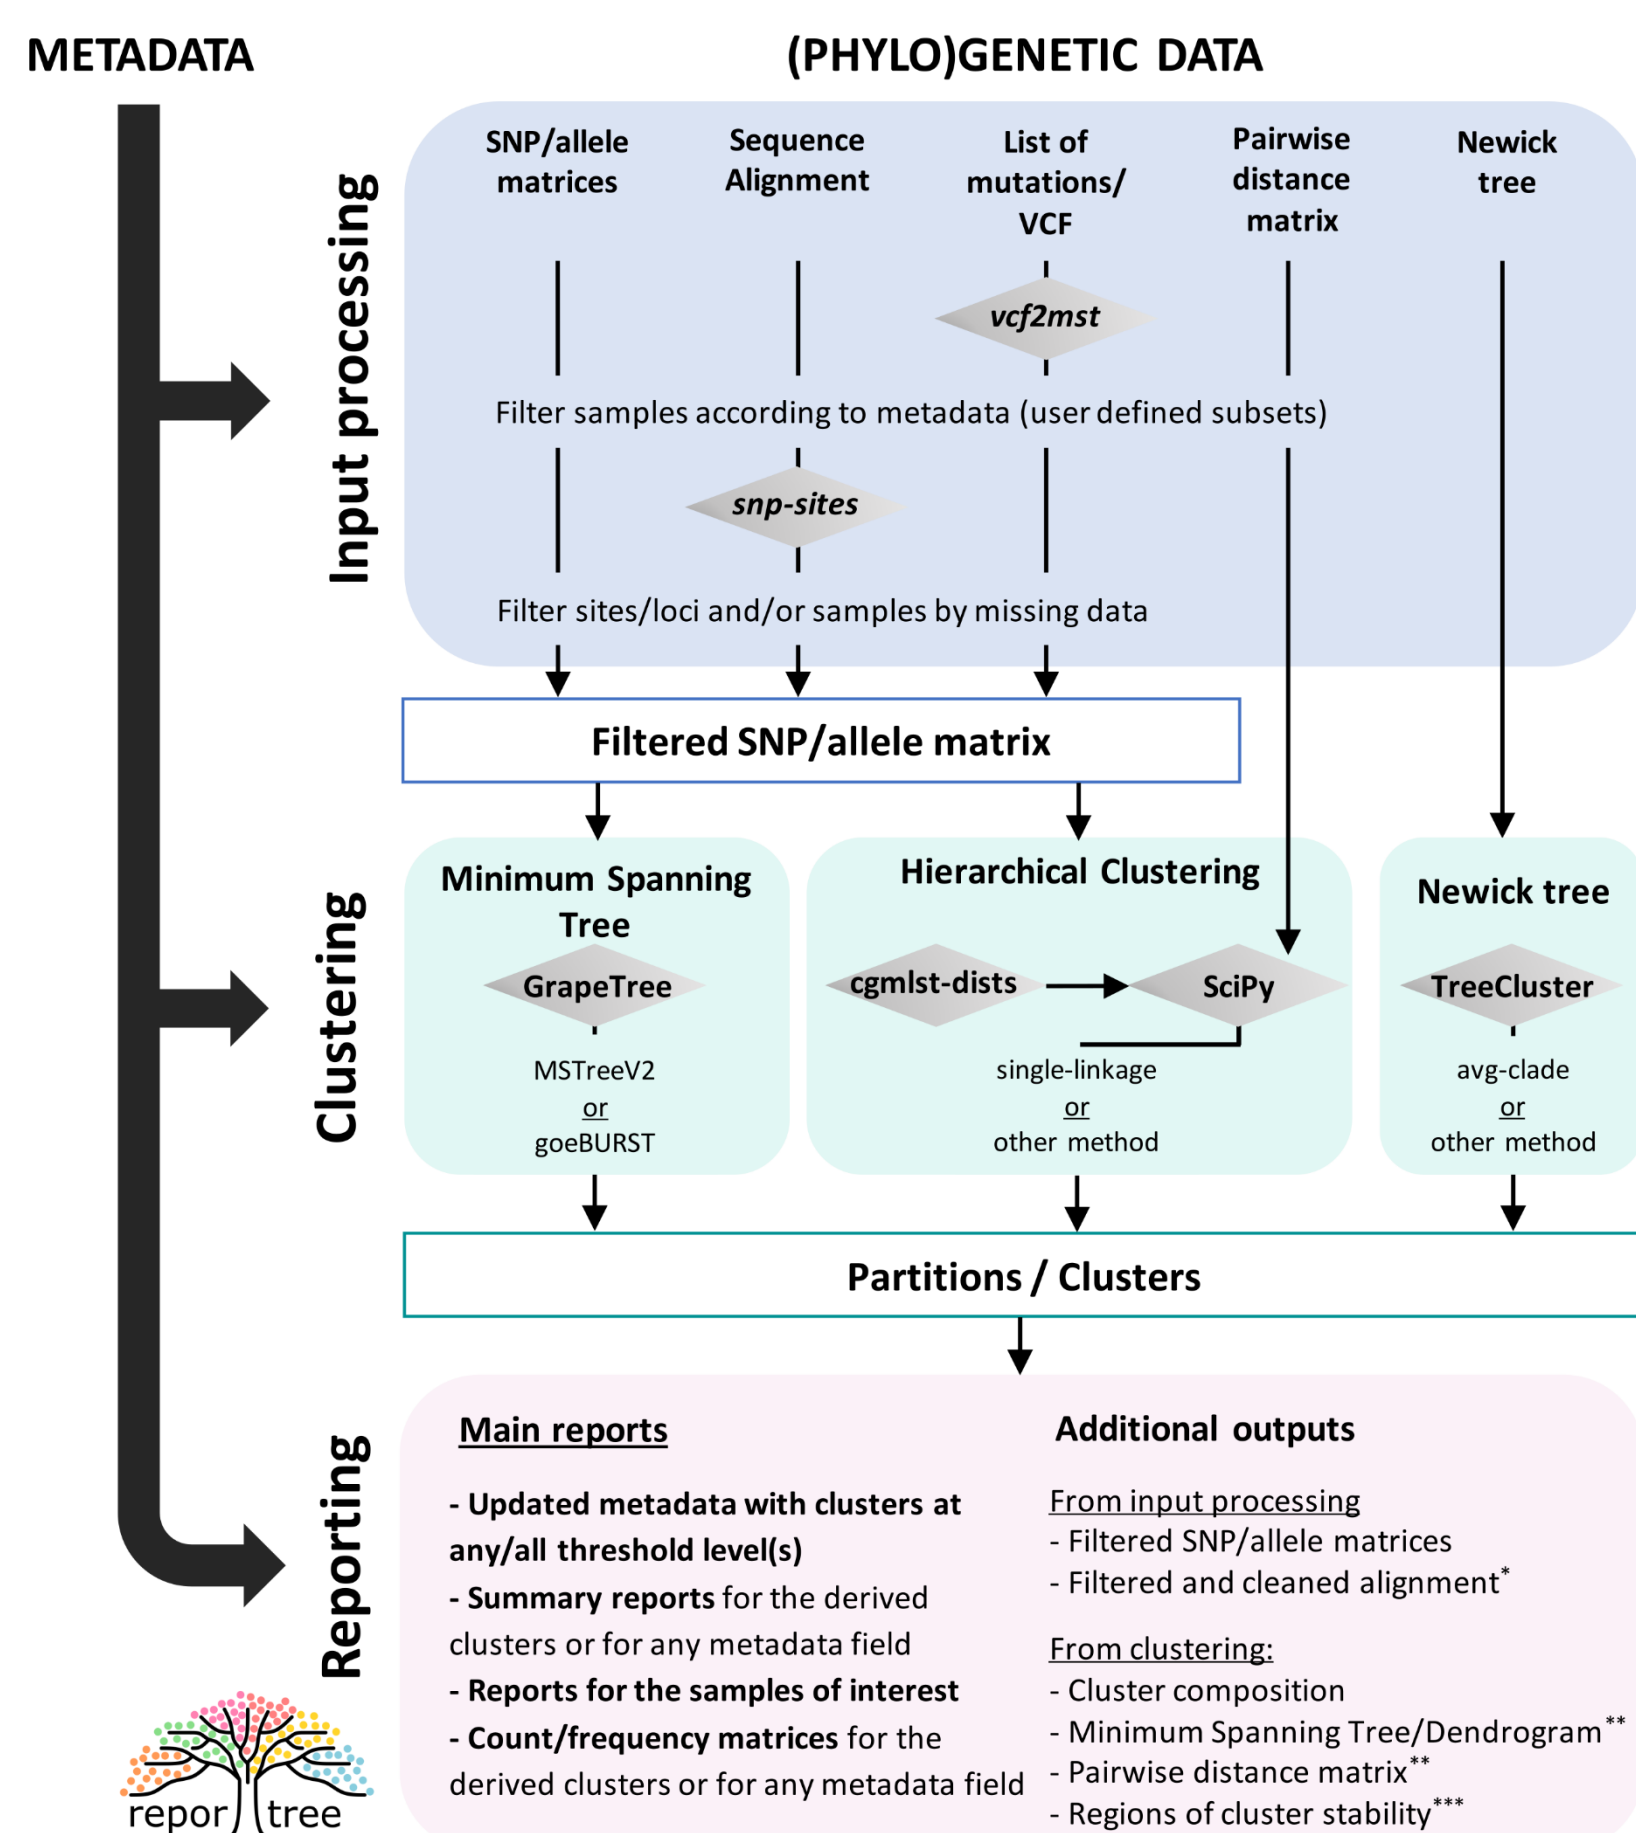 METADATA
(PHYLO)GENETIC DATA
Input processing
SNP/allele
matrices
Sequence
Alignment
List of
mutations/
VCF
Pairwise
distance
matrix
Newick
tree
vcf2mst
Filter samples according to metadata (user defined subsets)
snp-sites
Filter sites/loci and/or samples by missing data
Filtered SNP/allele matrix
Clustering
Minimum Spanning
Tree
GrapeTree
MSTreeV2
or
goeBURST
Hierarchical Clustering
cgmlst-dists
SciPy
single-linkage
or
other method
Newick tree
TreeCluster
avg-clade
or
other method
Partitions / Clusters
Reporting
Main reports
- Updated metadata with clusters at
any/all threshold level(s)
- Summary reports for the derived
clusters or for any metadata field
- Reports for the samples of interest
- Count/frequency matrices for the
derived clusters or for any metadata field
Additional outputs
From input processing
- Filtered SNP/allele matrices
- Filtered and cleaned alignment*
From clustering:
- Cluster composition
- Minimum Spanning Tree/Dendrogram**
- Pairwise distance matrix**
- Regions of cluster stability***
repor tree